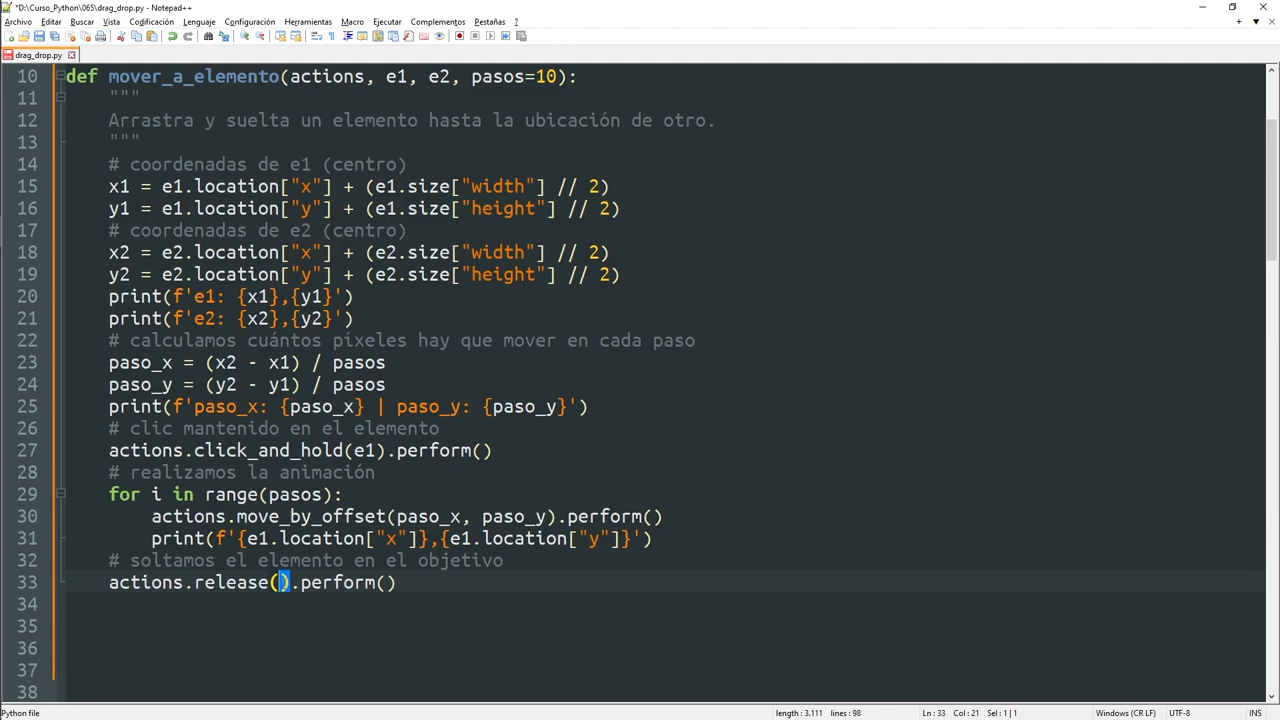 *D:\Curso_Python\065\drag_drop.py - Notepad++
Archivo Editar Buscar Vista Codificación Lenguaje Configuración Herramientas Macro Ejecutar Complementos Pestañas ?
drag_drop.py
10 def mover_a_elemento(actions, e1, e2, pasos=10):
11 """
12 Arrastra y suelta un elemento hasta la ubicación de otro.
13 """
14 # coordenadas de e1 (centro)
15 x1 = e1.location["x"] + (e1.size["width"] // 2)
16 y1 = e1.location["y"] + (e1.size["height"] // 2)
17 # coordenadas de e2 (centro)
18 x2 = e2.location["x"] + (e2.size["width"] // 2)
19 y2 = e2.location["y"] + (e2.size["height"] // 2)
20 print(f'e1: {x1},{y1}')
21 print(f'e2: {x2},{y2}')
22 # calculamos cuántos píxeles hay que mover en cada paso
23 paso_x = (x2 - x1) / pasos
24 paso_y = (y2 - y1) / pasos
25 print(f'paso_x: {paso_x} | paso_y: {paso_y}')
26 # clic mantenido en el elemento
27 actions.click_and_hold(e1).perform()
28 # realizamos la animación
29 for i in range(pasos):
30 actions.move_by_offset(paso_x, paso_y).perform()
31 print(f'{e1.location["x"]},{e1.location["y"]}')
32 # soltamos el elemento en el objetivo
33 actions.release().perform()
34
35
36
37
38
Python file length : 3.111 lines : 98 Ln : 33 Col : 21 Sel : 1 | 1 Windows (CR LF) UTF-8 INS